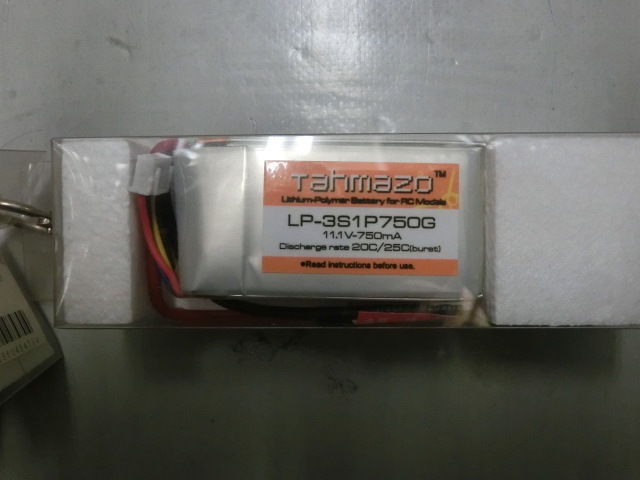 Tahmazo™
Lithium-Polymer Battery for RC Models
LP-3S1P750G
11.1V-750mA
Discharge rate 20C/25C(burst)
●Read instructions before use.